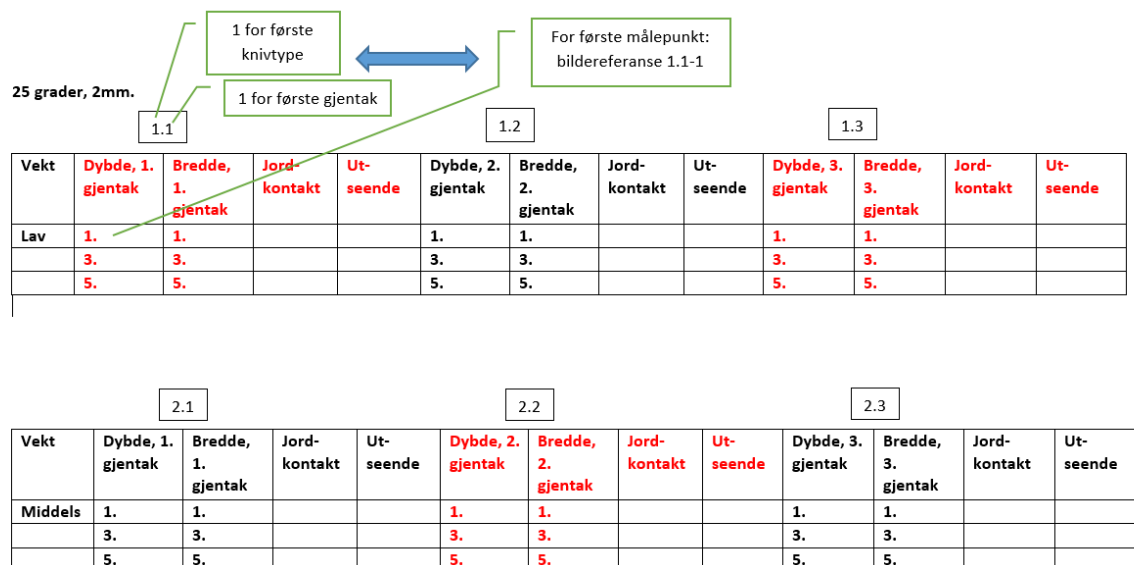 1 for første
knivtype
For første målepunkt:
bildereferanse 1.1-1
25 grader, 2mm.
1 for første gjentak
1.1
1.2
1.3
Vekt Dybde, 1. gjentak Bredde, 1. gjentak Jord-kontakt Ut-seende Dybde, 2. gjentak Bredde, 2. gjentak Jord-kontakt Ut-seende Dybde, 3. gjentak Bredde, 3. gjentak Jord-kontakt Ut-seende
Lav 1. 1. 1. 1. 1. 1.
3. 3. 3. 3. 3. 3.
5. 5. 5. 5. 5. 5.
2.1
2.2
2.3
Vekt Dybde, 1. gjentak Bredde, 1. gjentak Jord-kontakt Ut-seende Dybde, 2. gjentak Bredde, 2. gjentak Jord-kontakt Ut-seende Dybde, 3. gjentak Bredde, 3. gjentak Jord-kontakt Ut-seende
Middels 1. 1. 1. 1. 1. 1.
3. 3. 3. 3. 3. 3.
5. 5. 5. 5. 5. 5.